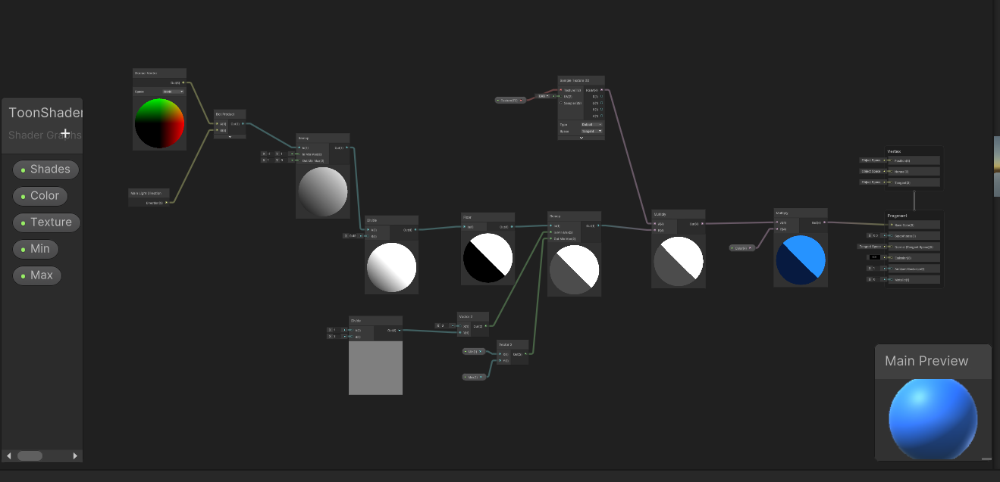 ToonShader
Shader Graphs
Shades
Color
Texture
Min
Max
Normal Vector
Out(3)
Space
World
Main Light Direction
Direction(3)
Dot Product
A(3)
B(3)
Out(1)
Remap
In(1)
Out(1)
In Min Max(2)
Out Min Max(2)
Divide
A(1)
Out(1)
B(1)
Floor
In(1)
Out(1)
Remap
In(1)
Out(1)
In Min Max(2)
Out Min Max(2)
Divide
A(1)
Out(1)
B(1)
Vector 2
X(1)
Out(2)
Y(1)
Vector 2
X(1)
Out(2)
Y(1)
Max(1)
Sample Texture 2D
Texture(T2)
RGBA(4)
UV(2)
R(1)
Sampler(SS)
G(1)
B(1)
A(1)
Type
Default
Space
Tangent
Multiply
A(4)
Out(4)
B(4)
Color(4)
Multiply
A(4)
Out(4)
B(4)
Vertex
Object Space
Position(3)
Object Space
Normal(3)
Object Space
Tangent(3)
Fragment
Base Color(3)
Smoothness(1)
Tangent Space
Normal (Tangent Space)(3)
Emission(3)
Ambient Occlusion(1)
Metallic(1)
Main Preview